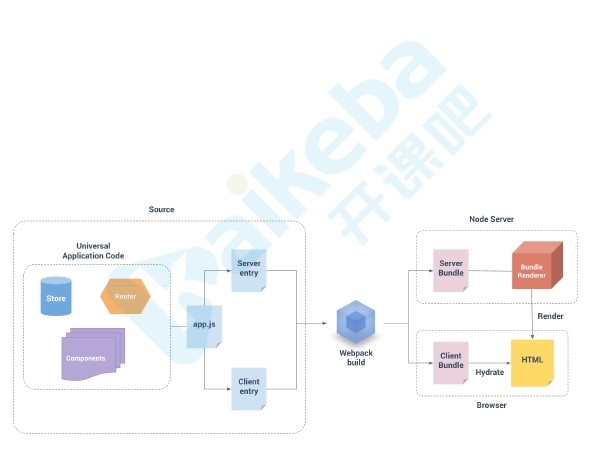 Kaikeba
开课吧
Source
Node Server
Universal
Application Code
Store
Router
Components
app.js
Server
entry
Client
entry
Webpack
build
Server
Bundle
Bundle
Renderer
Render
Client
Bundle
Hydrate
HTML
Browser